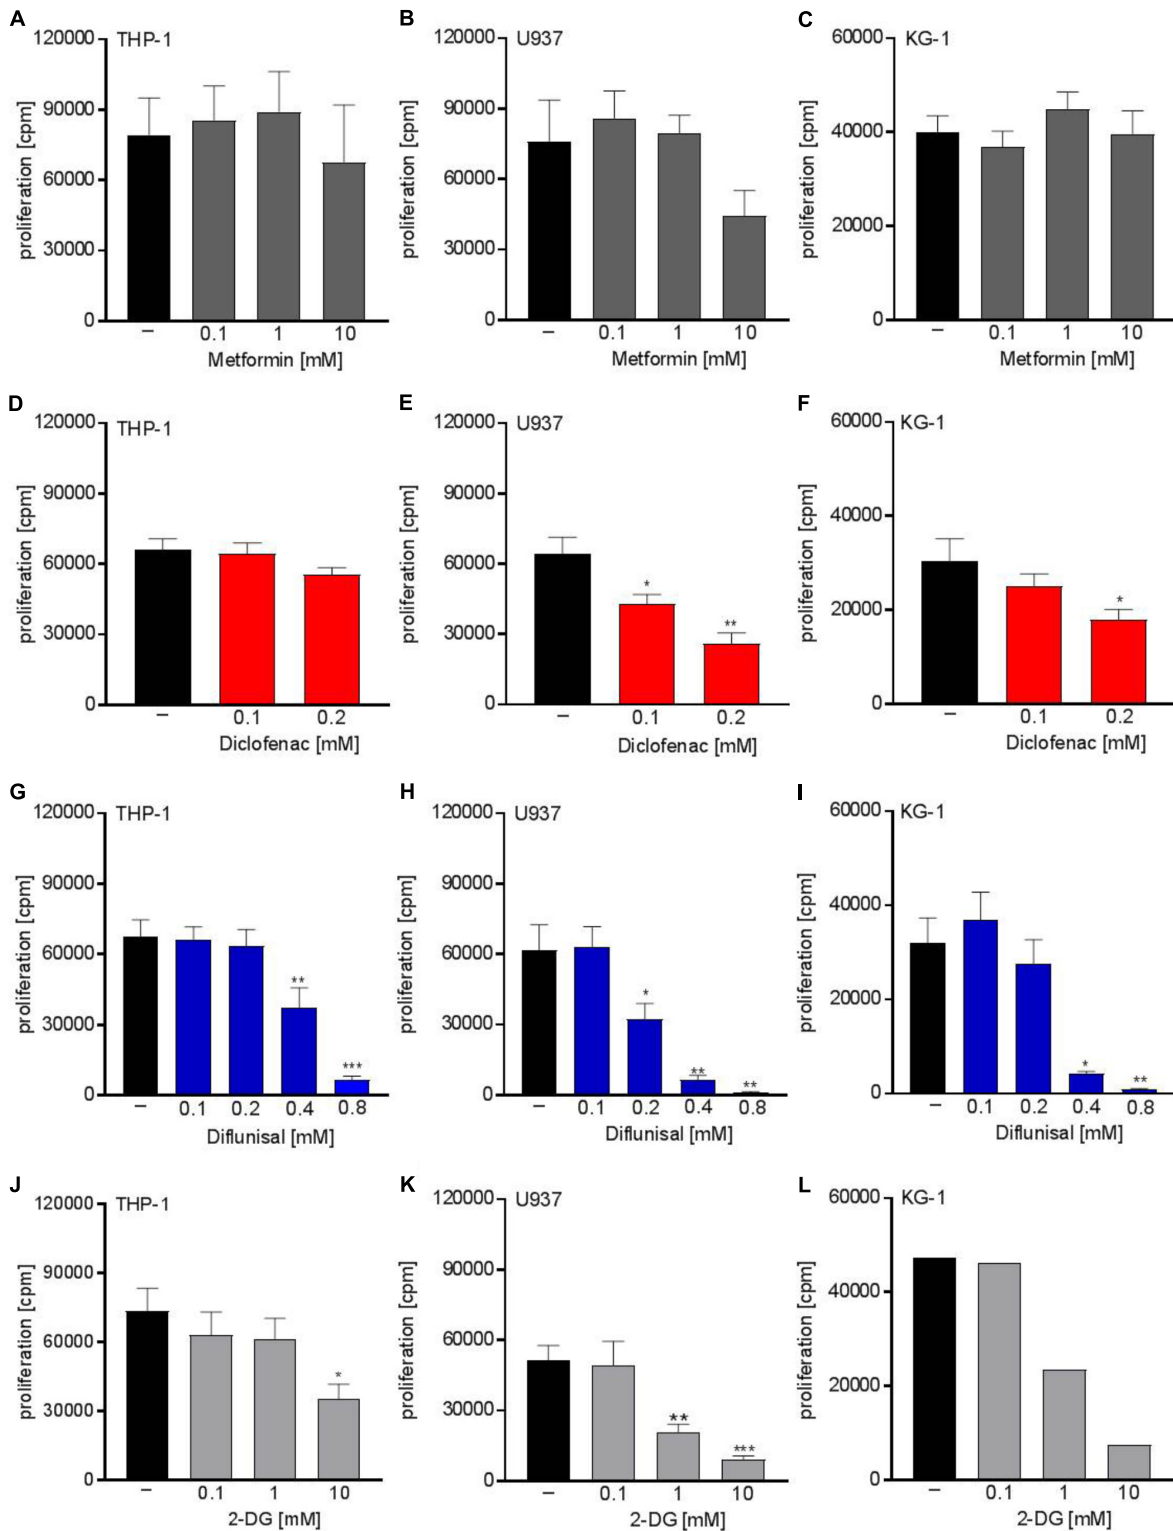 A
THP-1
120000
90000
60000
30000
0
proliferation [cpm]
– 0.1 1 10
Metformin [mM]
B
U937
120000
90000
60000
30000
0
proliferation [cpm]
– 0.1 1 10
Metformin [mM]
C
KG-1
60000
40000
20000
0
proliferation [cpm]
– 0.1 1 10
Metformin [mM]
D
THP-1
120000
90000
60000
30000
0
proliferation [cpm]
– 0.1 0.2
Diclofenac [mM]
E
U937
120000
90000
60000
30000
0
proliferation [cpm]
* **
– 0.1 0.2
Diclofenac [mM]
F
KG-1
60000
40000
20000
0
proliferation [cpm]
*
– 0.1 0.2
Diclofenac [mM]
G
THP-1
120000
90000
60000
30000
0
proliferation [cpm]
** ***
– 0.1 0.2 0.4 0.8
Diflunisal [mM]
H
U937
120000
90000
60000
30000
0
proliferation [cpm]
* ** **
– 0.1 0.2 0.4 0.8
Diflunisal [mM]
I
KG-1
60000
40000
20000
0
proliferation [cpm]
* **
– 0.1 0.2 0.4 0.8
Diflunisal [mM]
J
THP-1
120000
90000
60000
30000
0
proliferation [cpm]
*
– 0.1 1 10
2-DG [mM]
K
U937
120000
90000
60000
30000
0
proliferation [cpm]
** ***
– 0.1 1 10
2-DG [mM]
L
KG-1
60000
40000
20000
0
proliferation [cpm]
– 0.1 1 10
2-DG [mM]